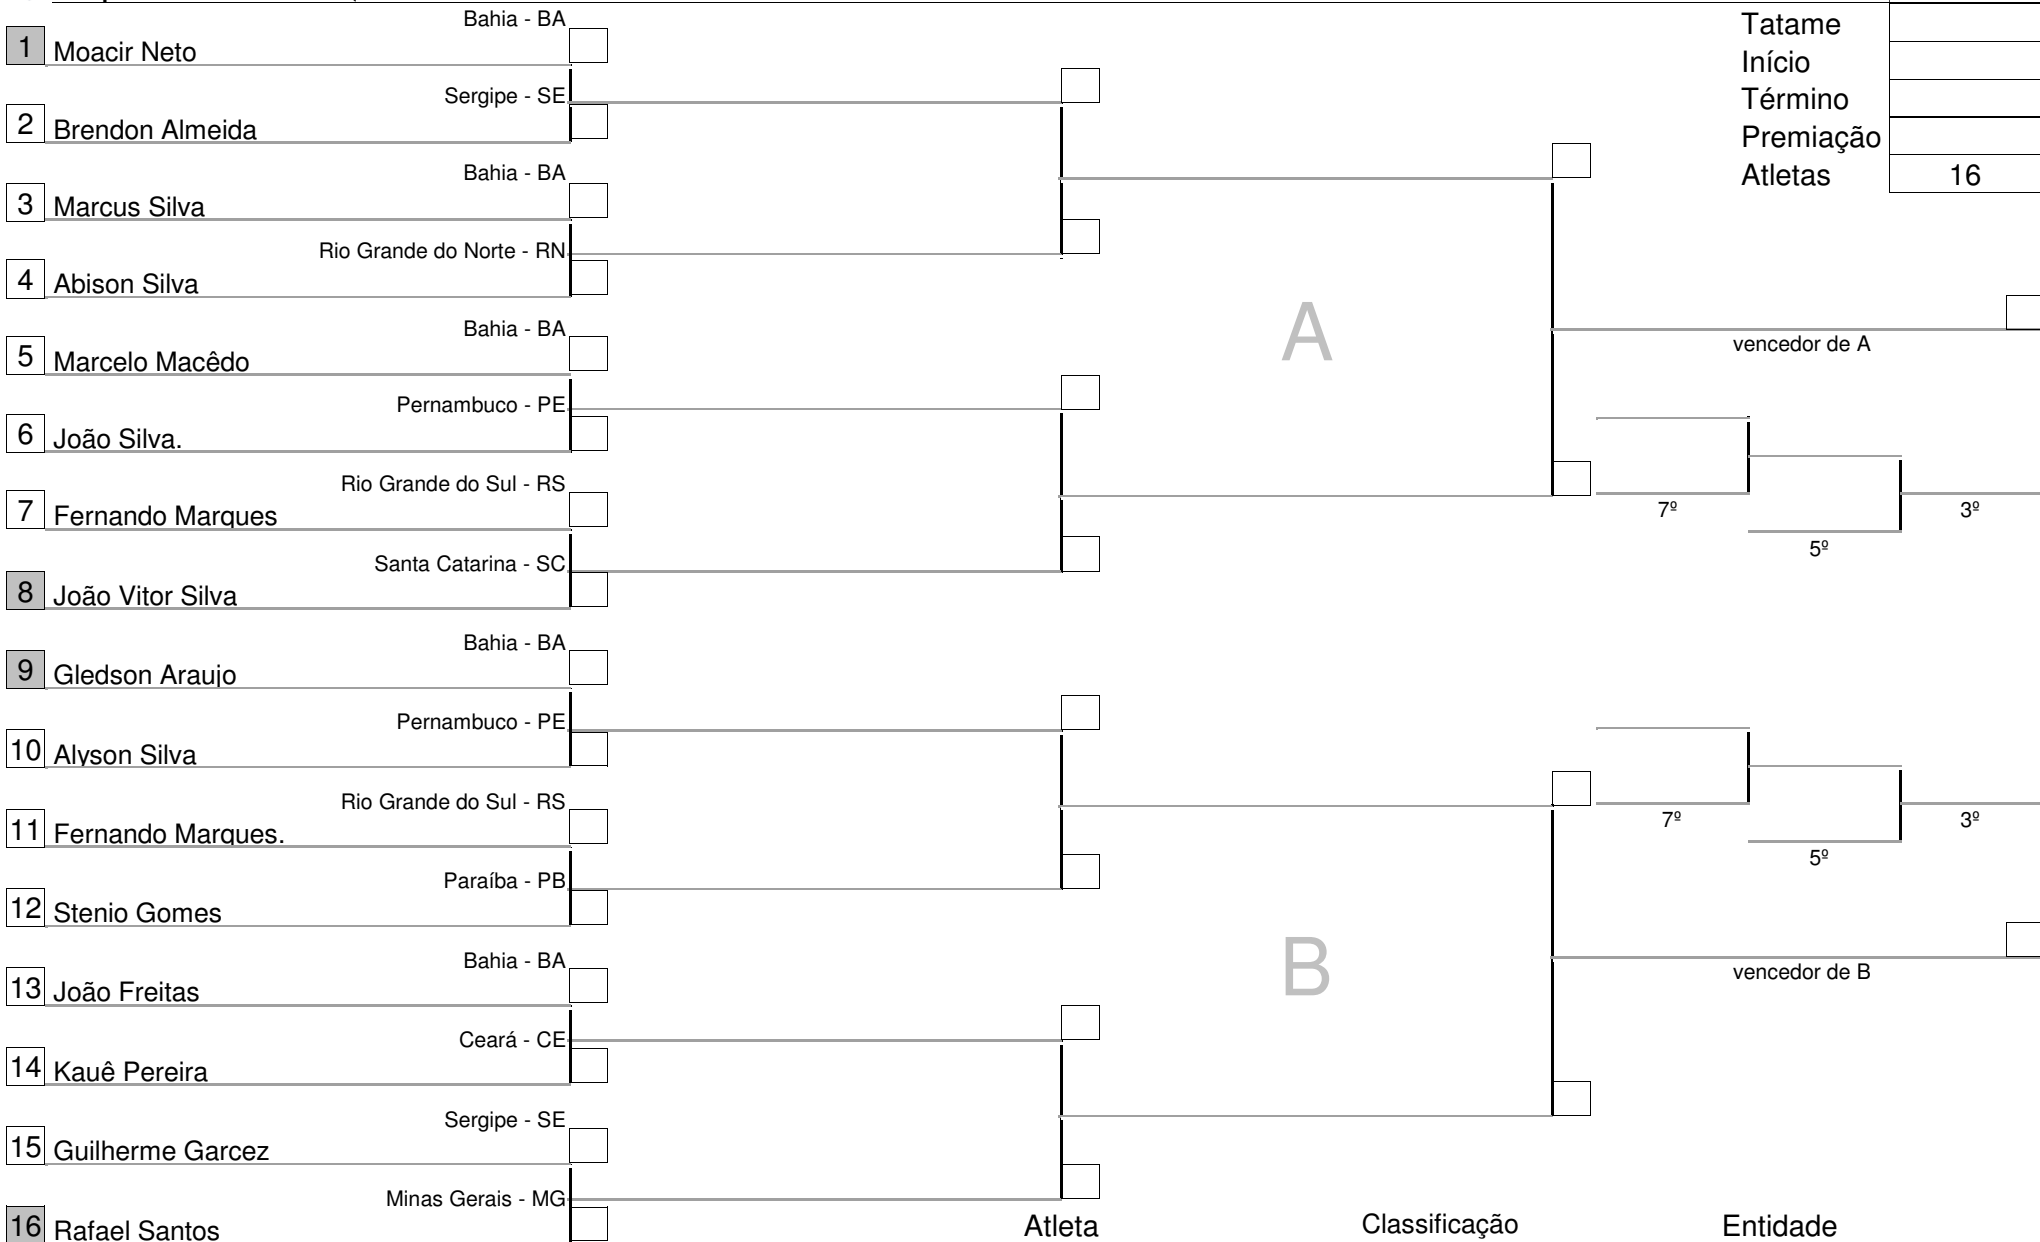 Bahia - BA
1 Moacir Neto
Sergipe - SE
2 Brendon Almeida
Bahia - BA
3 Marcus Silva
Rio Grande do Norte - RN
4 Abison Silva
Bahia - BA
5 Marcelo Macêdo
Pernambuco - PE
6 João Silva.
Rio Grande do Sul - RS
7 Fernando Marques
Santa Catarina - SC
8 João Vitor Silva
Bahia - BA
9 Gledson Araujo
Pernambuco - PE
10 Alyson Silva
Rio Grande do Sul - RS
11 Fernando Marques.
Paraíba - PB
12 Stenio Gomes
Bahia - BA
13 João Freitas
Ceará - CE
14 Kauê Pereira
Sergipe - SE
15 Guilherme Garcez
Minas Gerais - MG
16 Rafael Santos
A
B
Tatame
Início
Término
Premiação
Atletas 16
vencedor de A
7º
5º
3º
7º
5º
3º
vencedor de B
Atleta Classificação Entidade